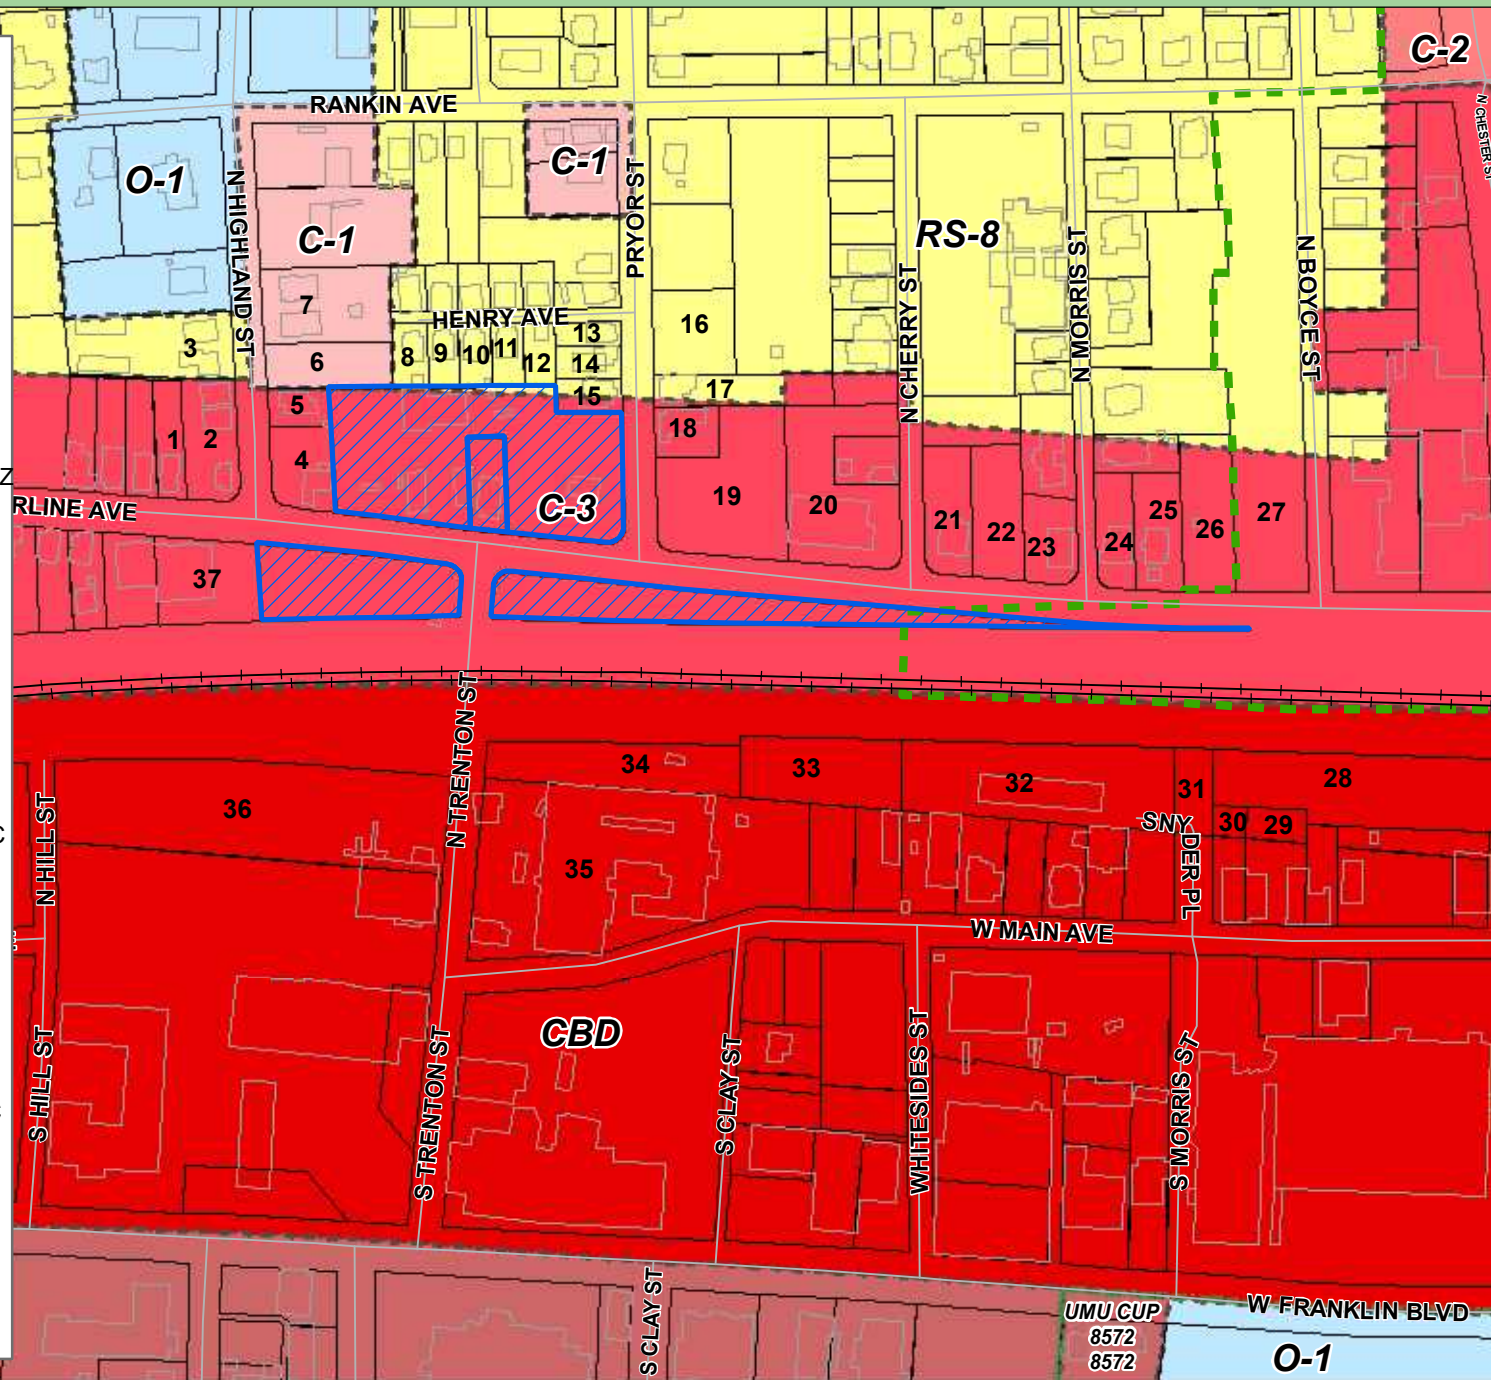 C-2
RANKIN AVE
N CHESTER ST
O-1
C-1
C-1
PRYOR ST
N HIGHLAND ST
RS-8
N MORRIS ST
N BOYCE ST
N CHERRY ST
7
HENRY AVE
13
16
3
6
8
9
10
11
12
14
15
17
5
18
1
2
4
Z
RLINE AVE
C-3
19
20
21
22
23
24
25
26
27
37
N TRENTON ST
34
33
32
31
28
36
N HILL ST
SNY
DER PL
30
29
35
W MAIN AVE
CBD
S HILL ST
S TRENTON ST
S CLAY ST
WHITESIDES ST
S MORRIS ST
S CLAY ST
UMU CUP
8572
8572
W FRANKLIN BLVD
O-1